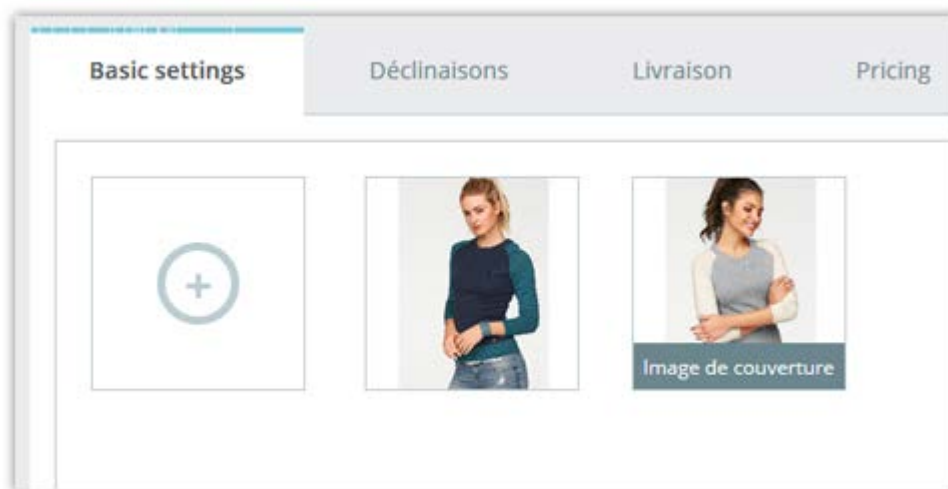 Basic settings
Déclinaisons
Livraison
Pricing
Image de couverture